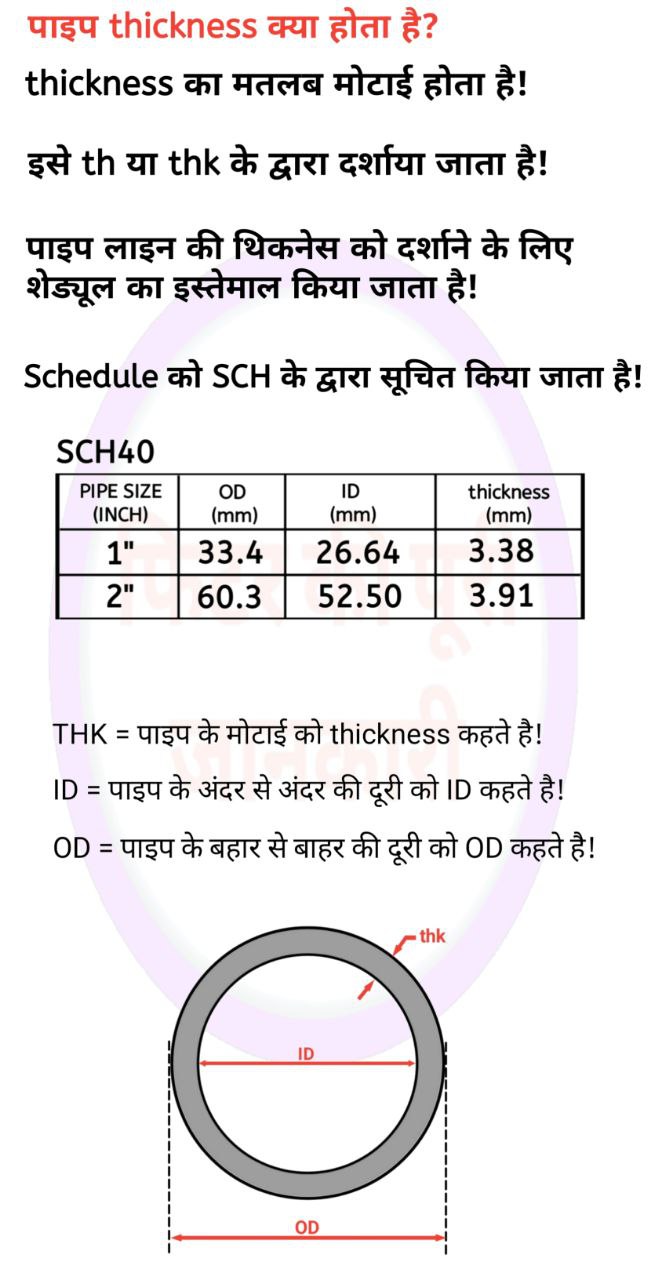 पाइप thickness क्या होता है?
thickness का मतलब मोटाई होता है!
इसे th या thk के द्वारा दर्शाया जाता है!
पाइप लाइन की थिकनेस को दर्शाने के लिए
शेड्यूल का इस्तेमाल किया जाता है!
Schedule को SCH के द्वारा सूचित किया जाता है!
SCH40
PIPE SIZE (INCH) OD (mm) ID (mm) thickness (mm)
1" 33.4 26.64 3.38
2" 60.3 52.50 3.91
फिटर की पूरी
जानकारी
THK = पाइप के मोटाई को thickness कहते है!
ID = पाइप के अंदर से अंदर की दूरी को ID कहते है!
OD = पाइप के बहार से बाहर की दूरी को OD कहते है!
thk
ID
OD